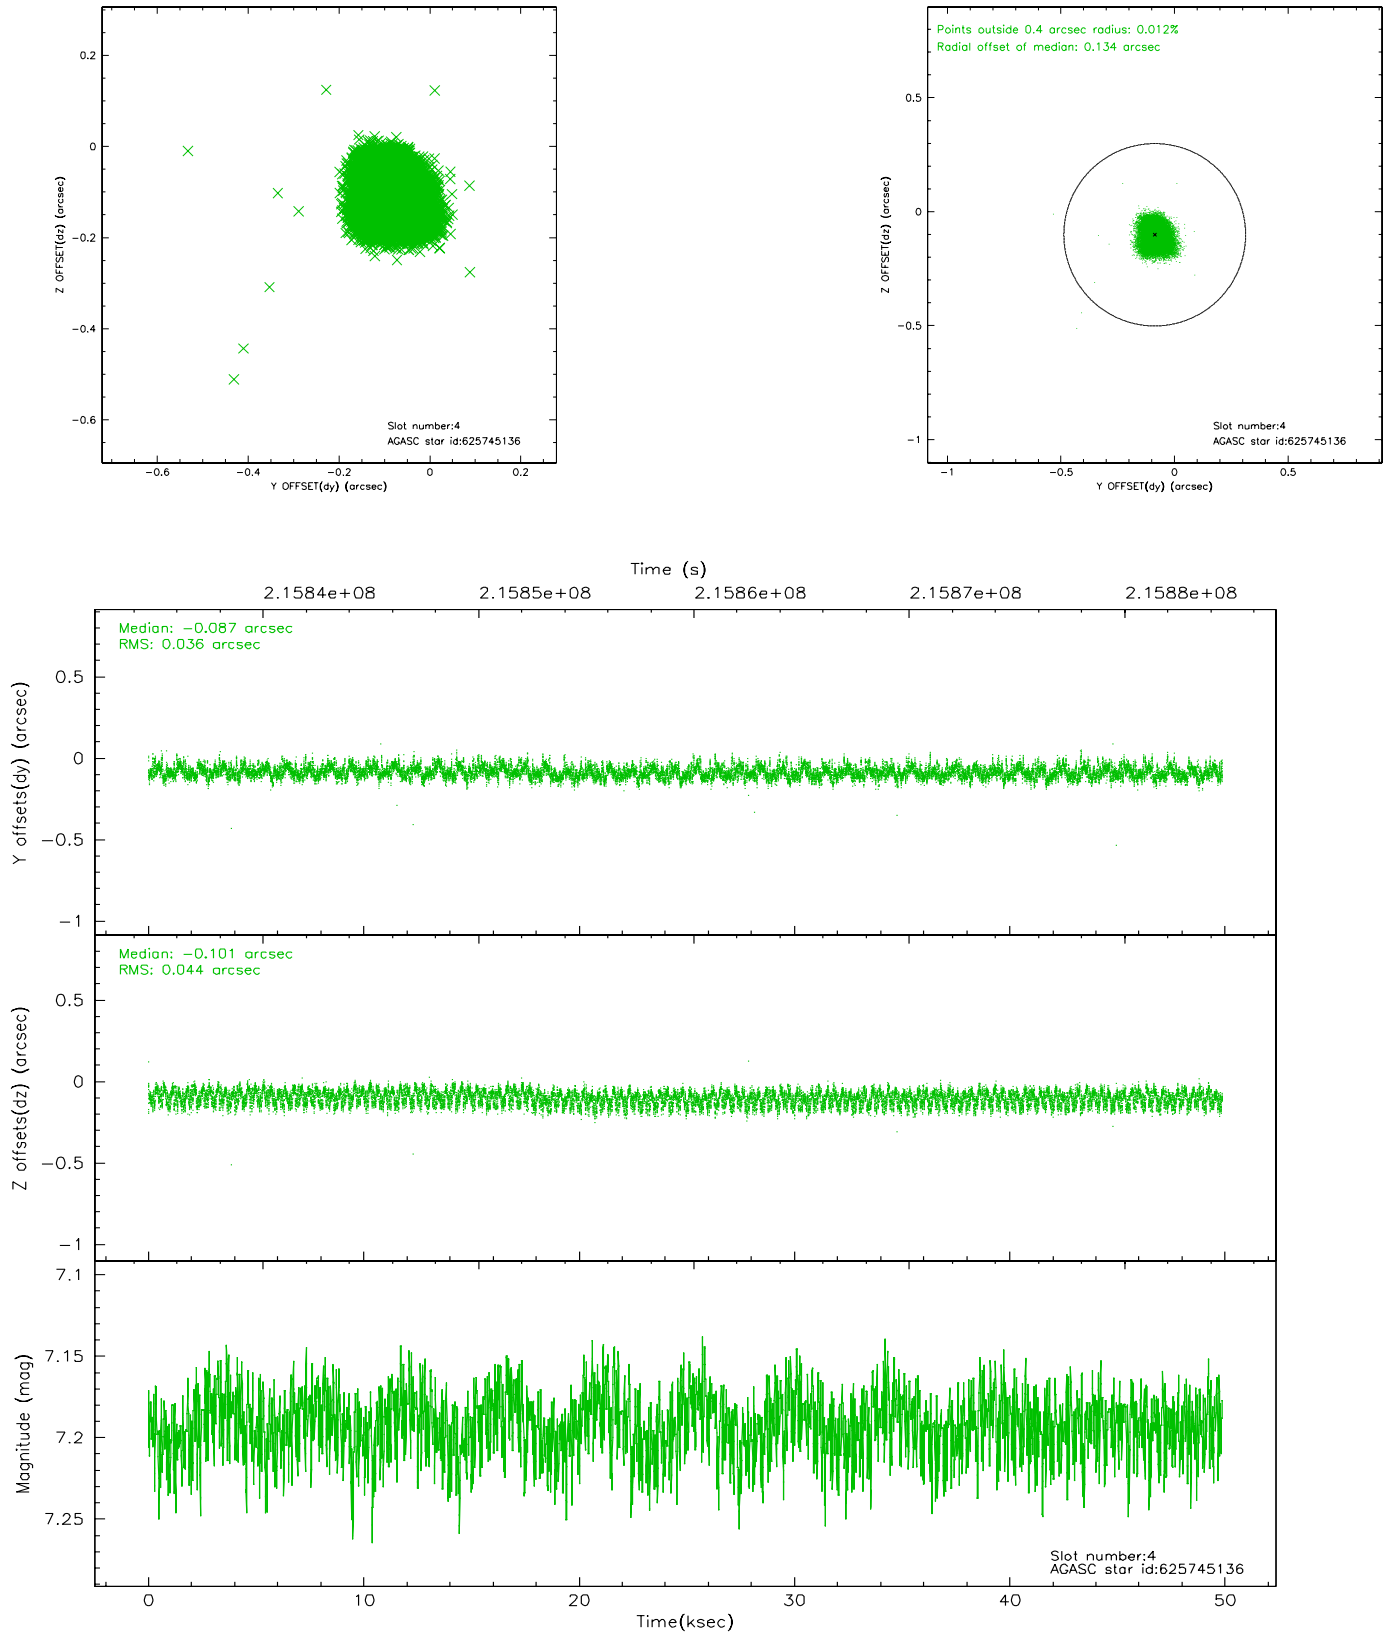 0.2
0
-0.2
-0.4
-0.6
Z OFFSET(dz) (arcsec)
Slot number:4
AGASC star id:625745136
-0.6 -0.4 -0.2 0 0.2
Y OFFSET(dy) (arcsec)
Points outside 0.4 arcsec radius: 0.012%
Radial offset of median: 0.134 arcsec
0.5
0
-0.5
-1
Z OFFSET(dz) (arcsec)
Slot number:4
AGASC star id:625745136
-1 -0.5 0 0.5
Y OFFSET(dy) (arcsec)
Time (s)
2.1584e+08 2.1585e+08 2.1586e+08 2.1587e+08 2.1588e+08
Median: -0.087 arcsec
RMS: 0.036 arcsec
0.5
0
-0.5
-1
Y offsets(dy) (arcsec)
Median: -0.101 arcsec
RMS: 0.044 arcsec
0.5
0
-0.5
-1
Z offsets(dz) (arcsec)
7.1
7.15
7.2
7.25
Magnitude (mag)
Slot number:4
AGASC star id:625745136
0 10 20 30 40 50
Time(ksec)